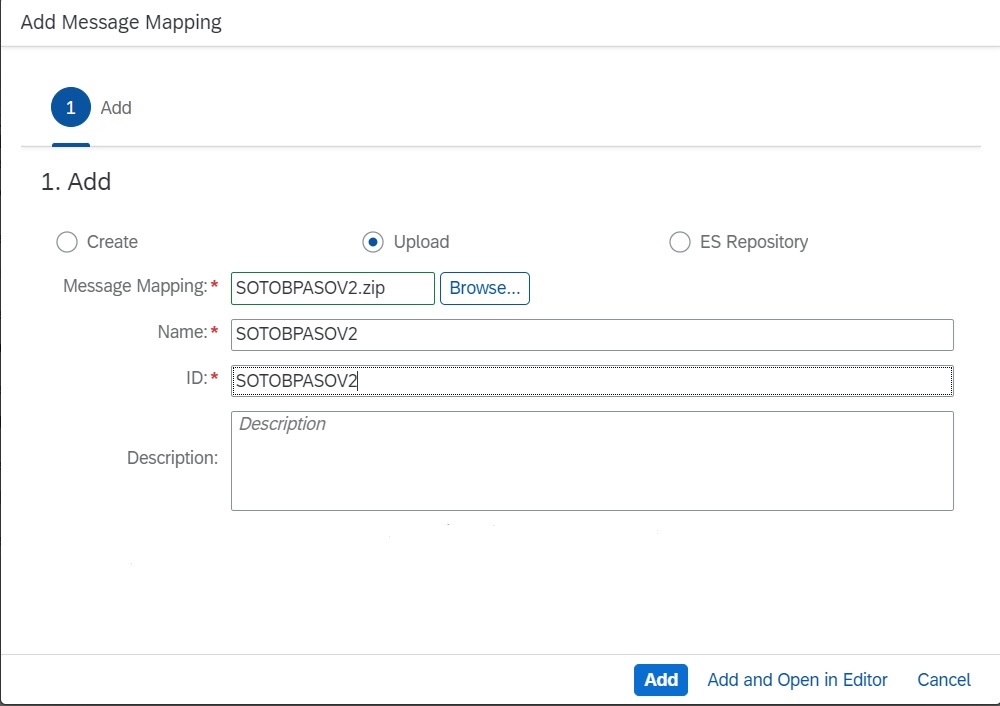 Add Message Mapping
1 Add
1. Add
Create Upload ES Repository
Message Mapping:* SOTOBPASOV2.zip Browse...
Name:* SOTOBPASOV2
ID:* SOTOBPASOV2
Description
Description:
Add Add and Open in Editor Cancel